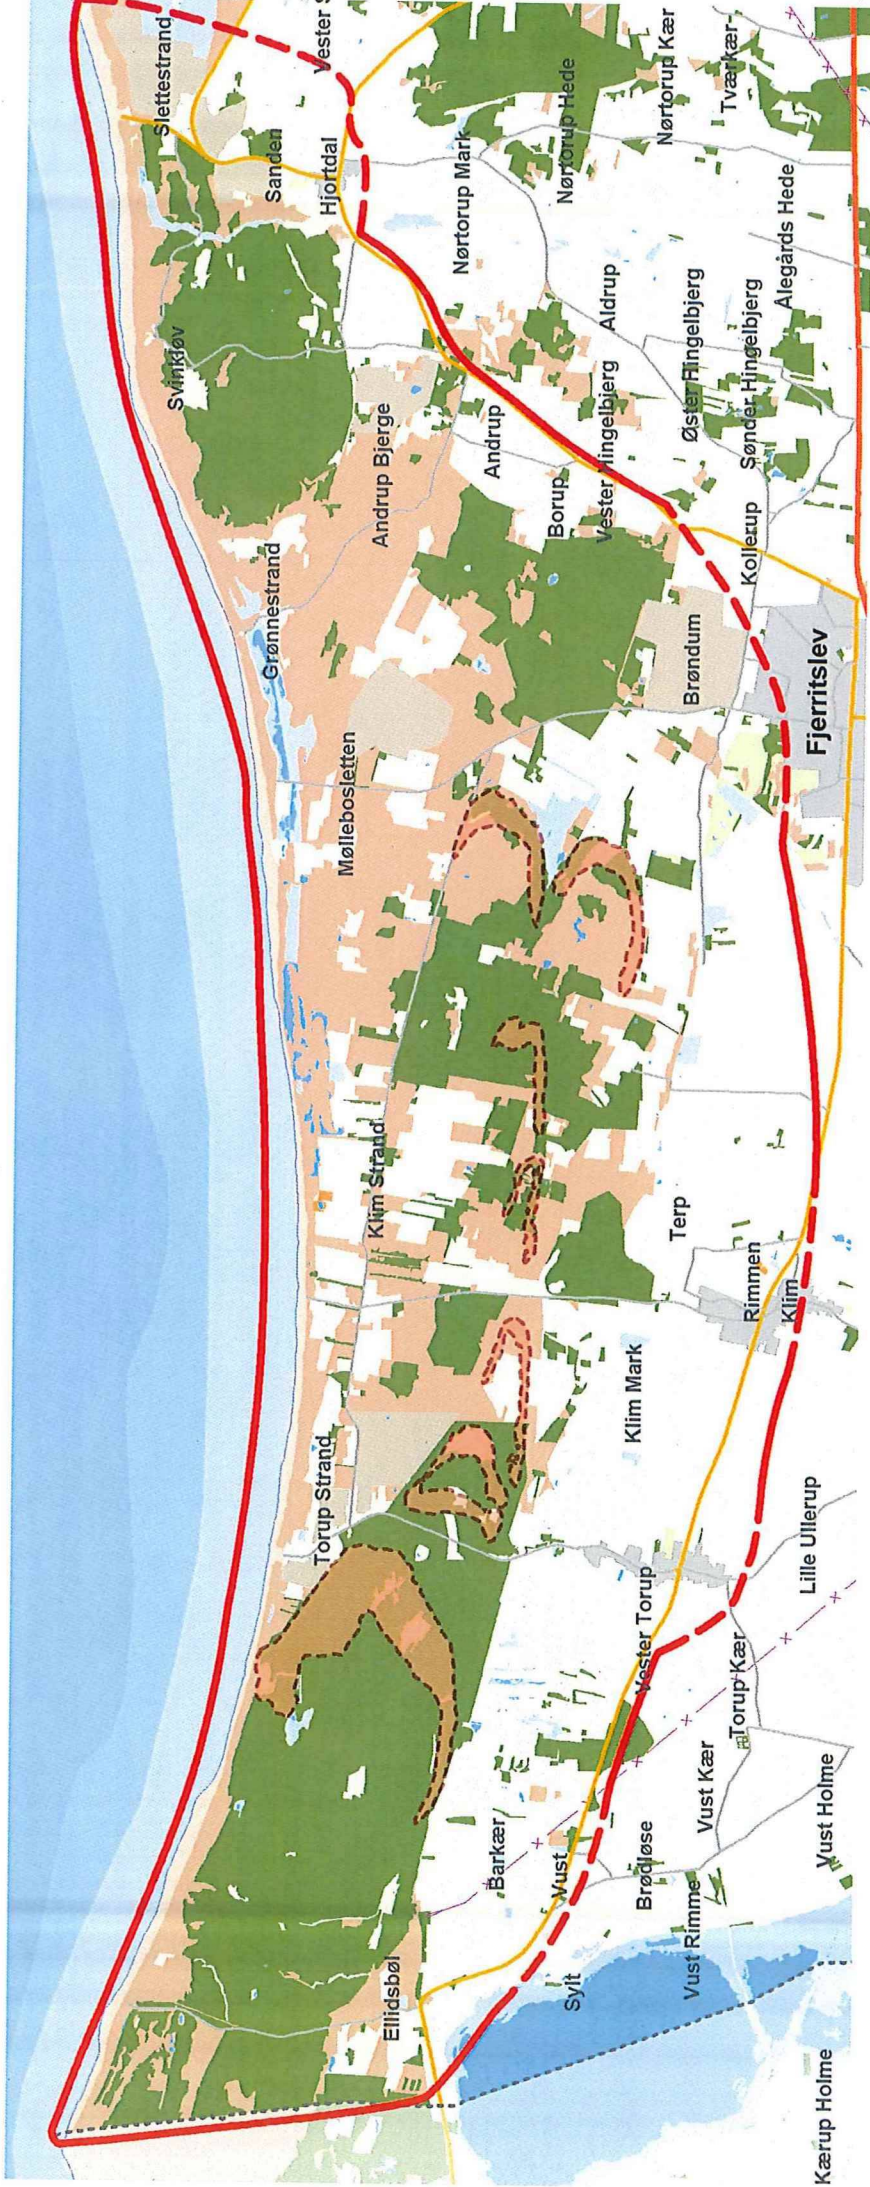 Slettestrand
Vester S
Sanden
Hjortdal
Svinkløv
Nørtorup Mark
Nørtorup Hede
Nørtorup Kær
Tværkær-
Andrup Bjerge
Andrup
Aldrup
Ålegårds Hede
Øster Hingelbjerg
Sønder Hingelbjerg
Vester Hingelbjerg
Borup
Kollerup
Grønnestrand
Brøndum
Fjerritslev
Møllebosletten
Klim Strand
Terp
Rimmen
Klim
Klim Mark
Torup Strand
Lille Ullerup
Vester Torup
Torup Kær
Vust Kær
Vust Holme
Barkær
Vust
Brødløse
Vust Rimme
Sylt
Ellidsbøl
Kærup Holme